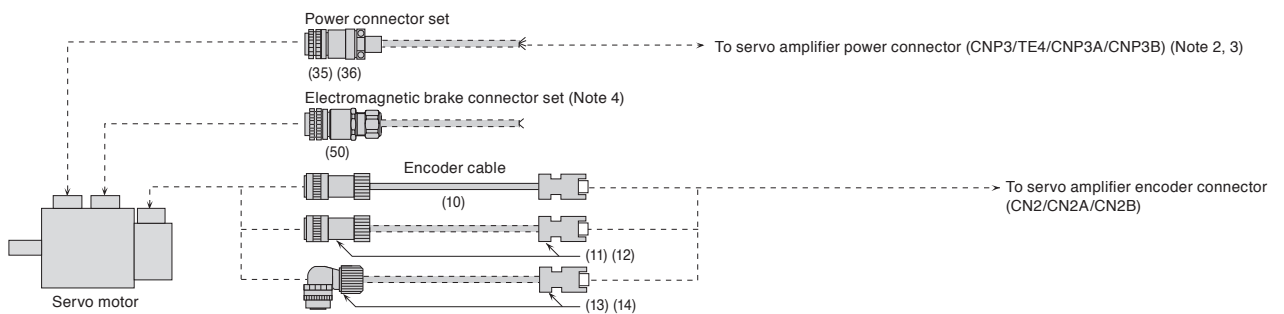 Power connector set
To servo amplifier power connector (CNP3/TE4/CNP3A/CNP3B) (Note 2, 3)
(35) (36)
Electromagnetic brake connector set (Note 4)
(50)
Encoder cable
(10)
To servo amplifier encoder connector
(CN2/CN2A/CN2B)
(11) (12)
(13) (14)
Servo motor